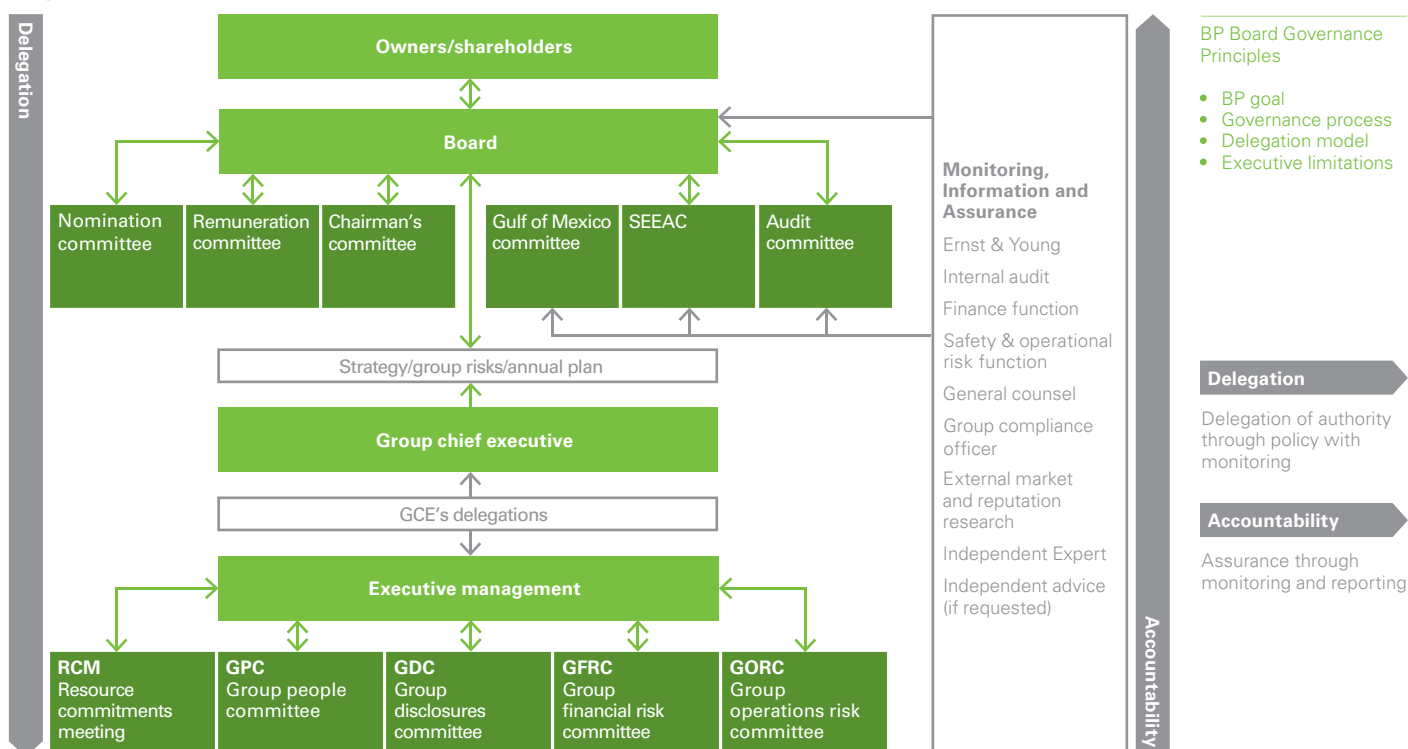 Delegation
Owners/shareholders
Board
Nomination
committee
Remuneration
committee
Chairman's
committee
Gulf of Mexico
committee
SEEAC
Audit
committee
Strategy/group risks/annual plan
Group chief executive
GCE's delegations
Executive management
RCM
Resource
commitments
meeting
GPC
Group people
committee
GDC
Group
disclosures
committee
GFRC
Group
financial risk
committee
GORC
Group
operations risk
committee
Monitoring,
Information and
Assurance
Ernst & Young
Internal audit
Finance function
Safety & operational
risk function
General counsel
Group compliance
officer
External market
and reputation
research
Independent Expert
Independent advice
(if requested)
Accountability
BP Board Governance
Principles
• BP goal
• Governance process
• Delegation model
• Executive limitations
Delegation
Delegation of authority
through policy with
monitoring
Accountability
Assurance through
monitoring and reporting